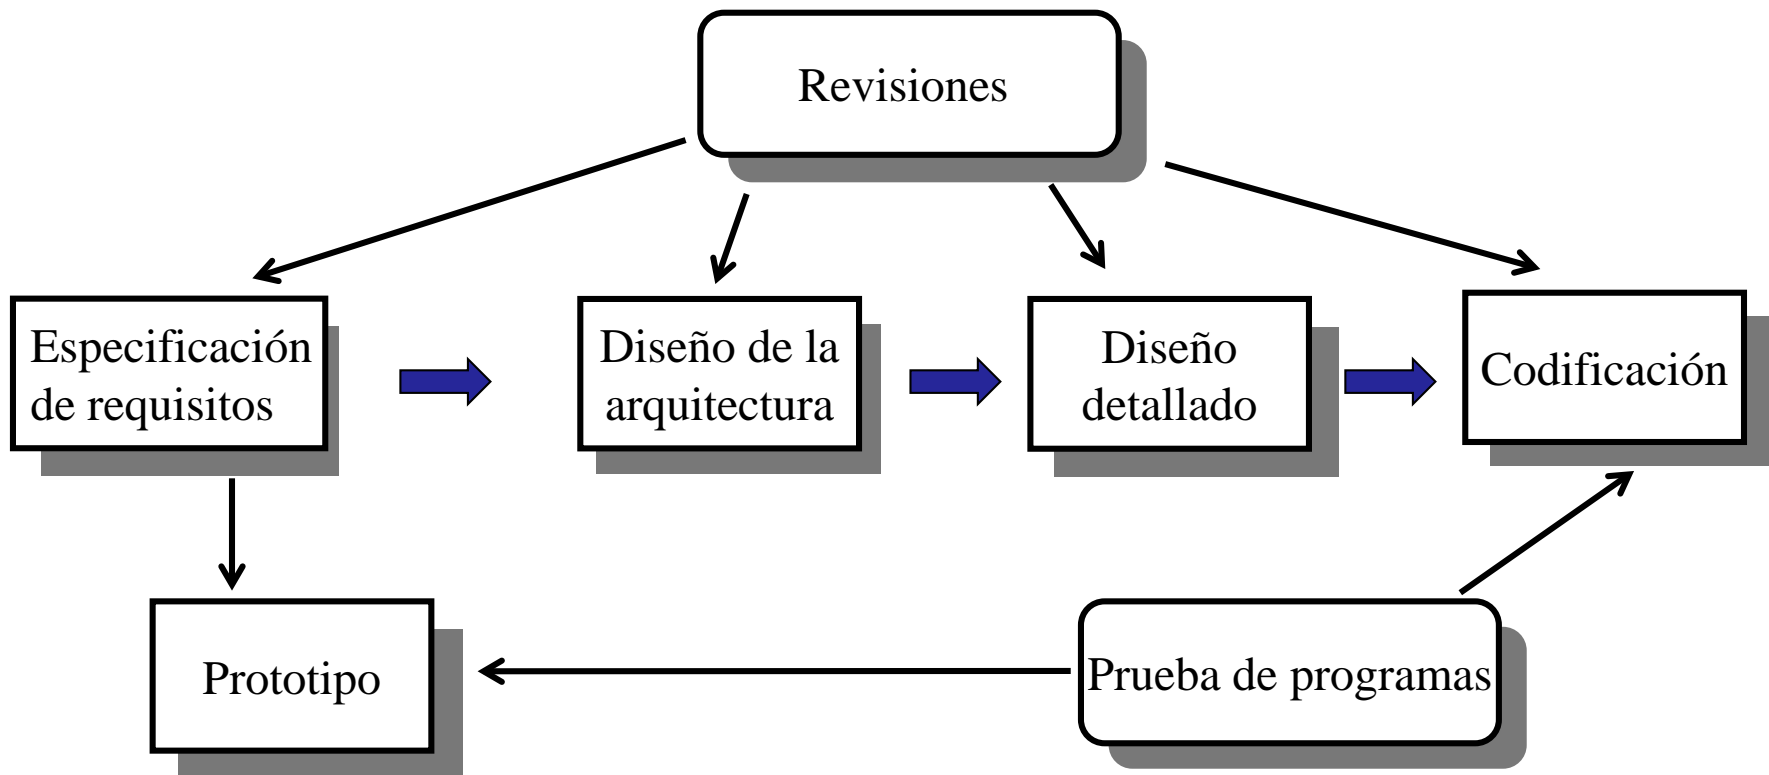 Revisiones
Especificación
de requisitos
Diseño de la
arquitectura
Diseño
detallado
Codificación
Prototipo
Prueba de programas